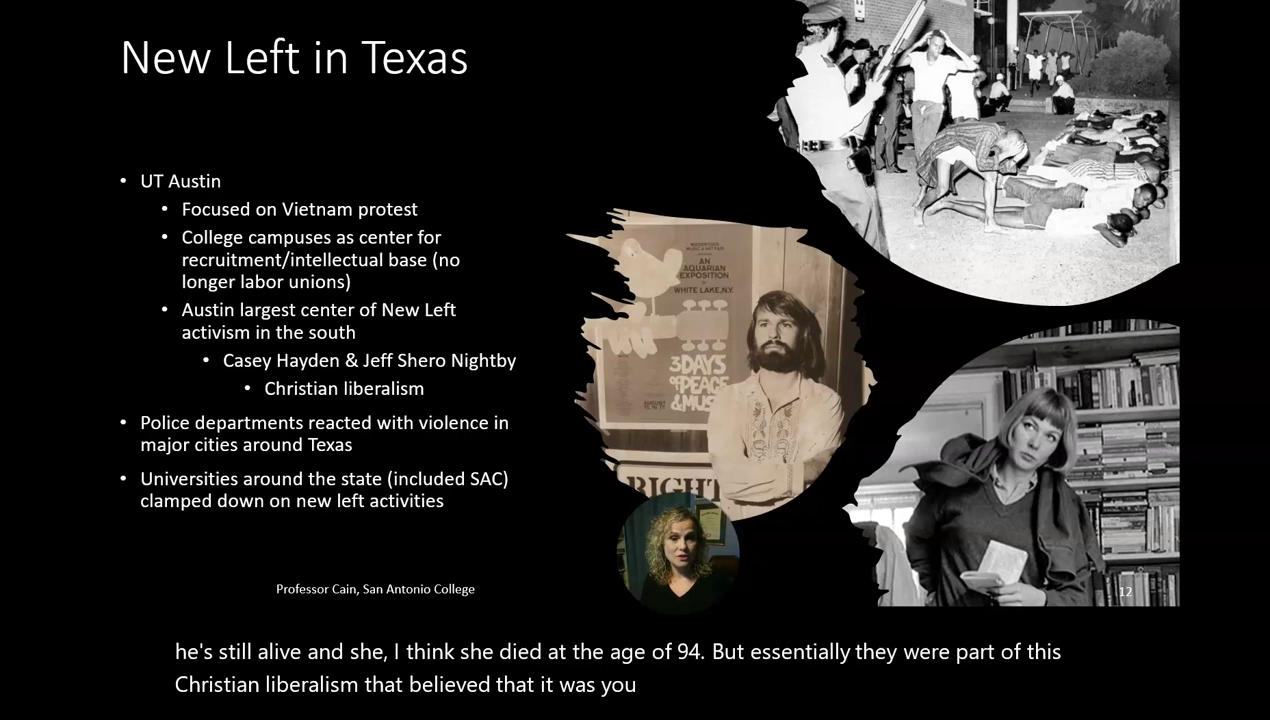 New Left in Texas
• UT Austin
• Focused on Vietnam protest
• College campuses as center for
recruitment/intellectual base (no
longer labor unions)
• Austin largest center of New Left
activism in the south
• Casey Hayden & Jeff Shero Nightby
• Christian liberalism
• Police departments reacted with violence in
major cities around Texas
• Universities around the state (included SAC)
clamped down on new left activities
AN
AQUARIAN
EXPOSITION
WHITE LAKE, N.Y.
3 DAYS
of PEACE
& MUS
RIGHT
Professor Cain, San Antonio College
12
he's still alive and she, I think she died at the age of 94. But essentially they were part of this
Christian liberalism that believed that it was you